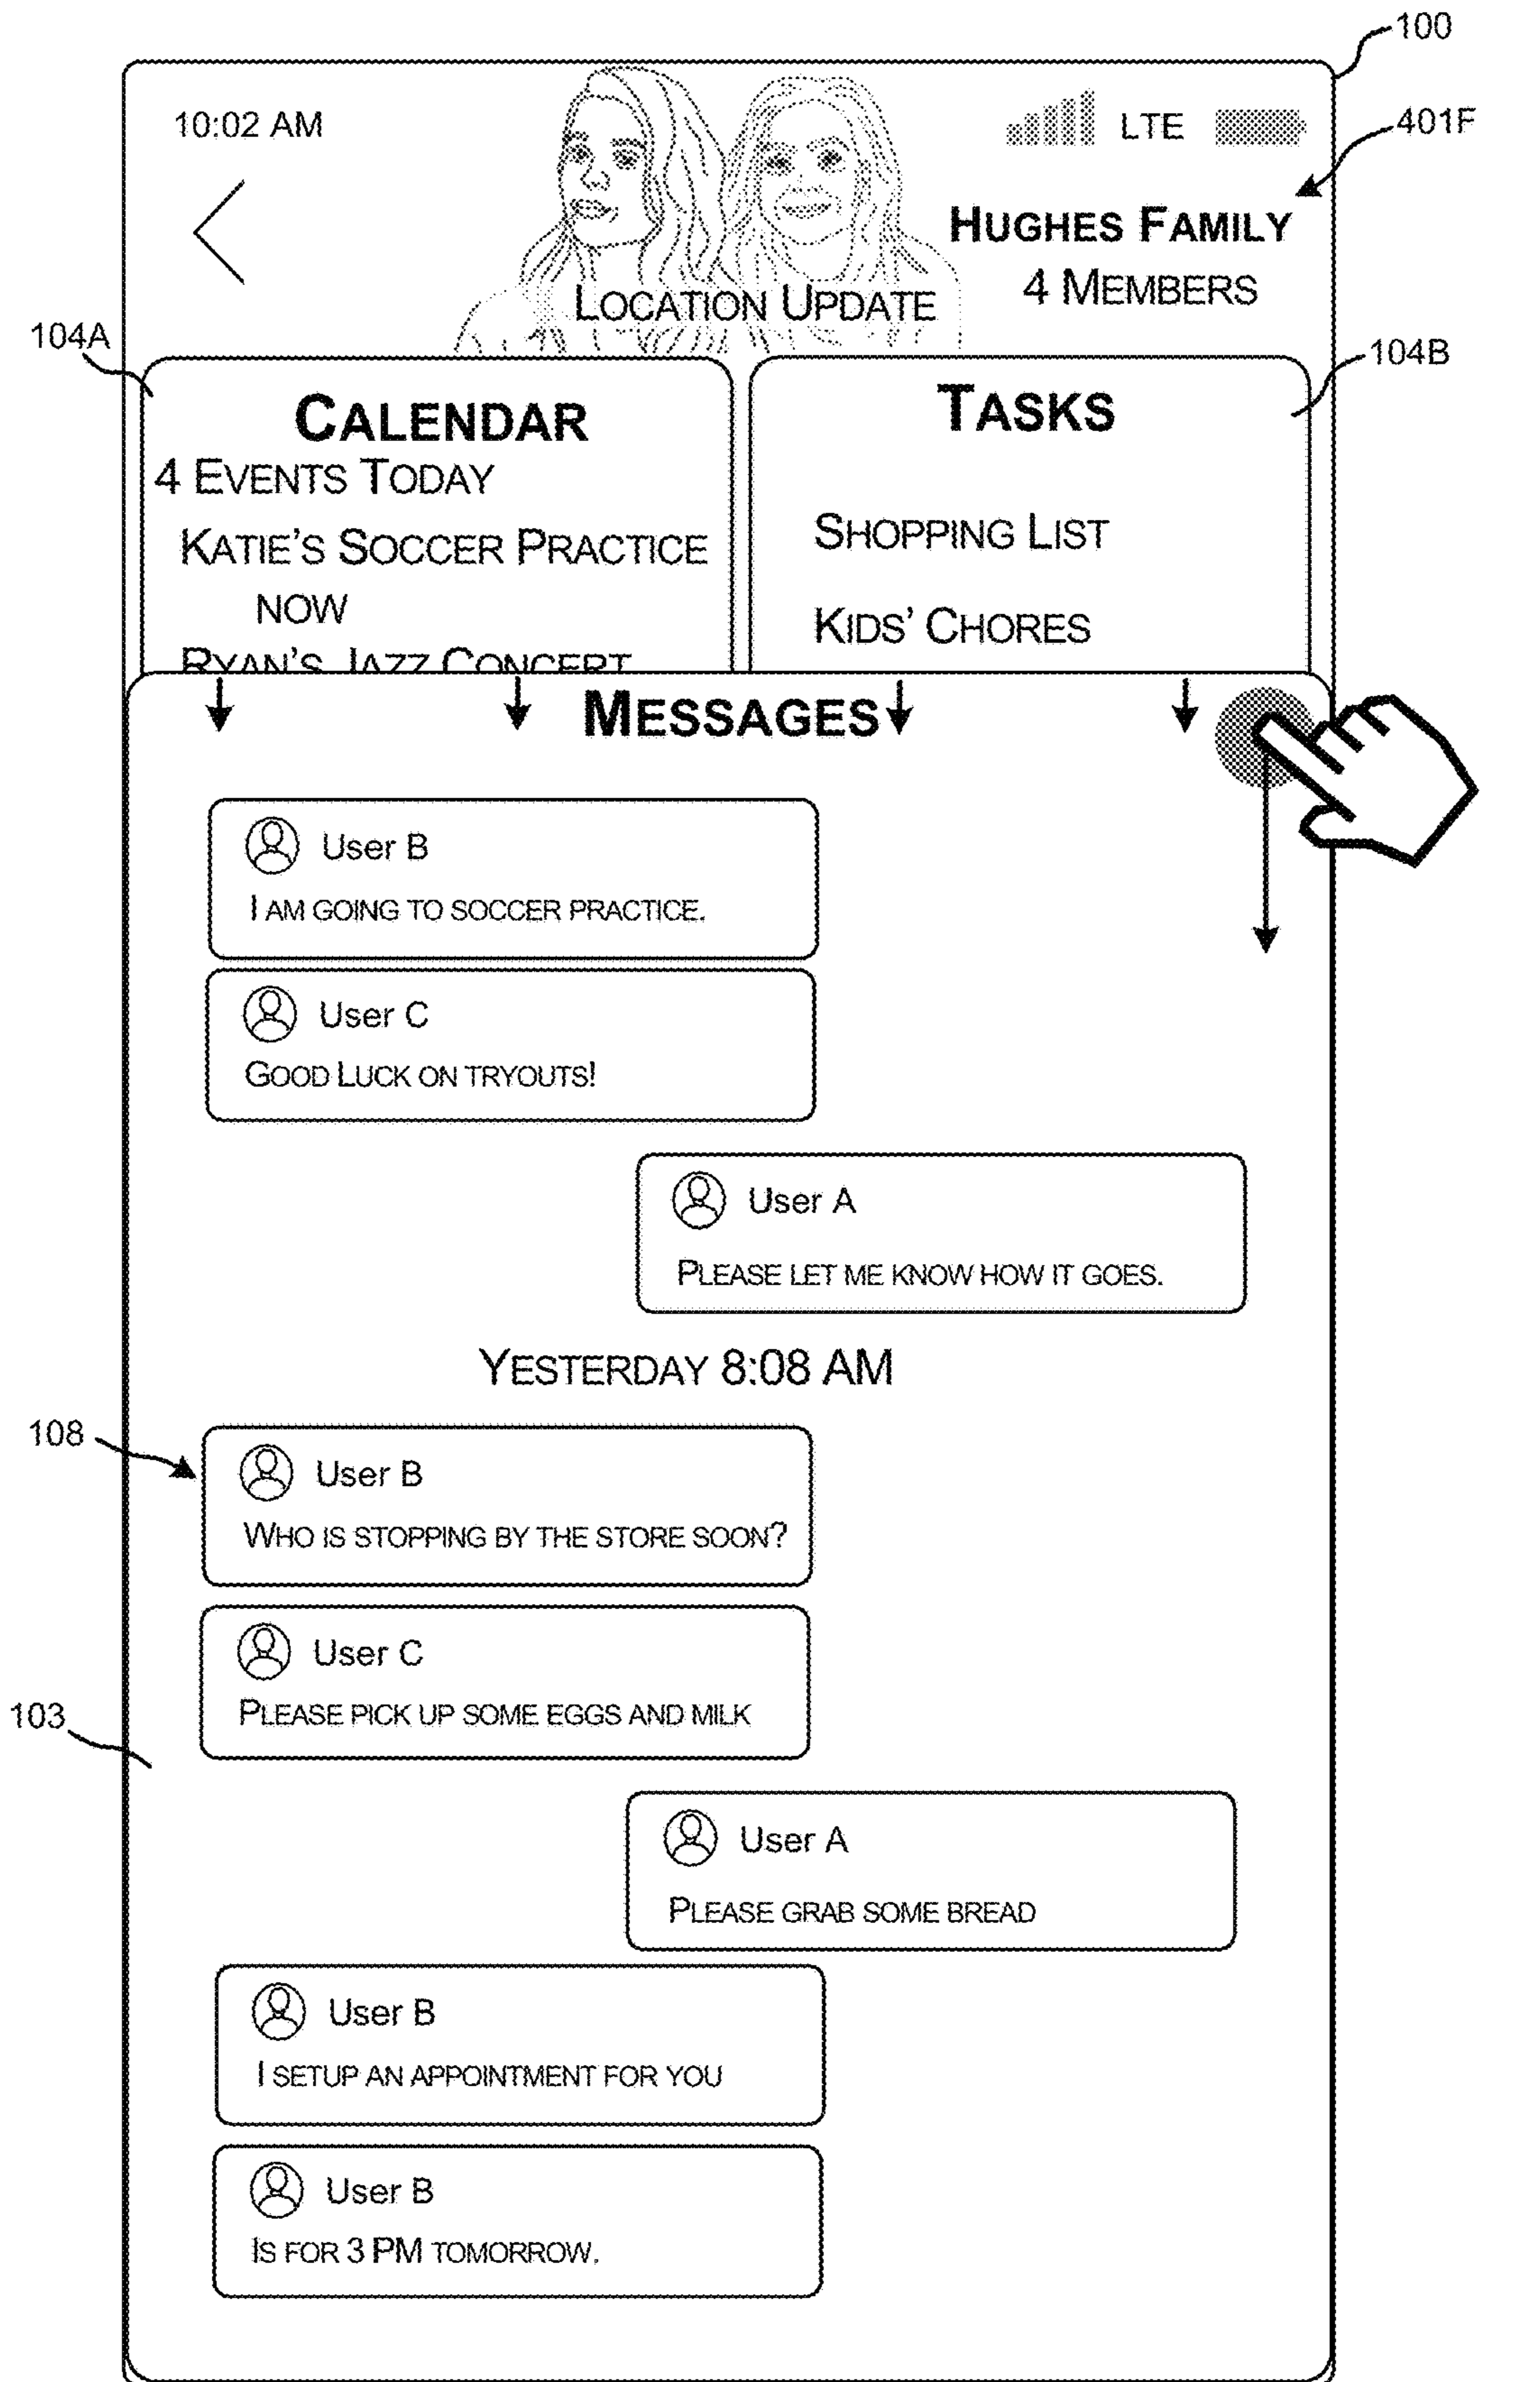 100
10:02 AM
LTE
401F
HUGHES FAMILY
4 MEMBERS
LOCATION UPDATE
104A
104B
CALENDAR
4 EVENTS TODAY
KATIE'S SOCCER PRACTICE
NOW
RYAN'S JAZZ CONCERT
TASKS
SHOPPING LIST
KIDS' CHORES
MESSAGES
User B
I AM GOING TO SOCCER PRACTICE.
User C
GOOD LUCK ON TRYOUTS!
User A
PLEASE LET ME KNOW HOW IT GOES.
YESTERDAY 8:08 AM
108
User B
WHO IS STOPPING BY THE STORE SOON?
User C
PLEASE PICK UP SOME EGGS AND MILK
103
User A
PLEASE GRAB SOME BREAD
User B
I SETUP AN APPOINTMENT FOR YOU
User B
IS FOR 3 PM TOMORROW.